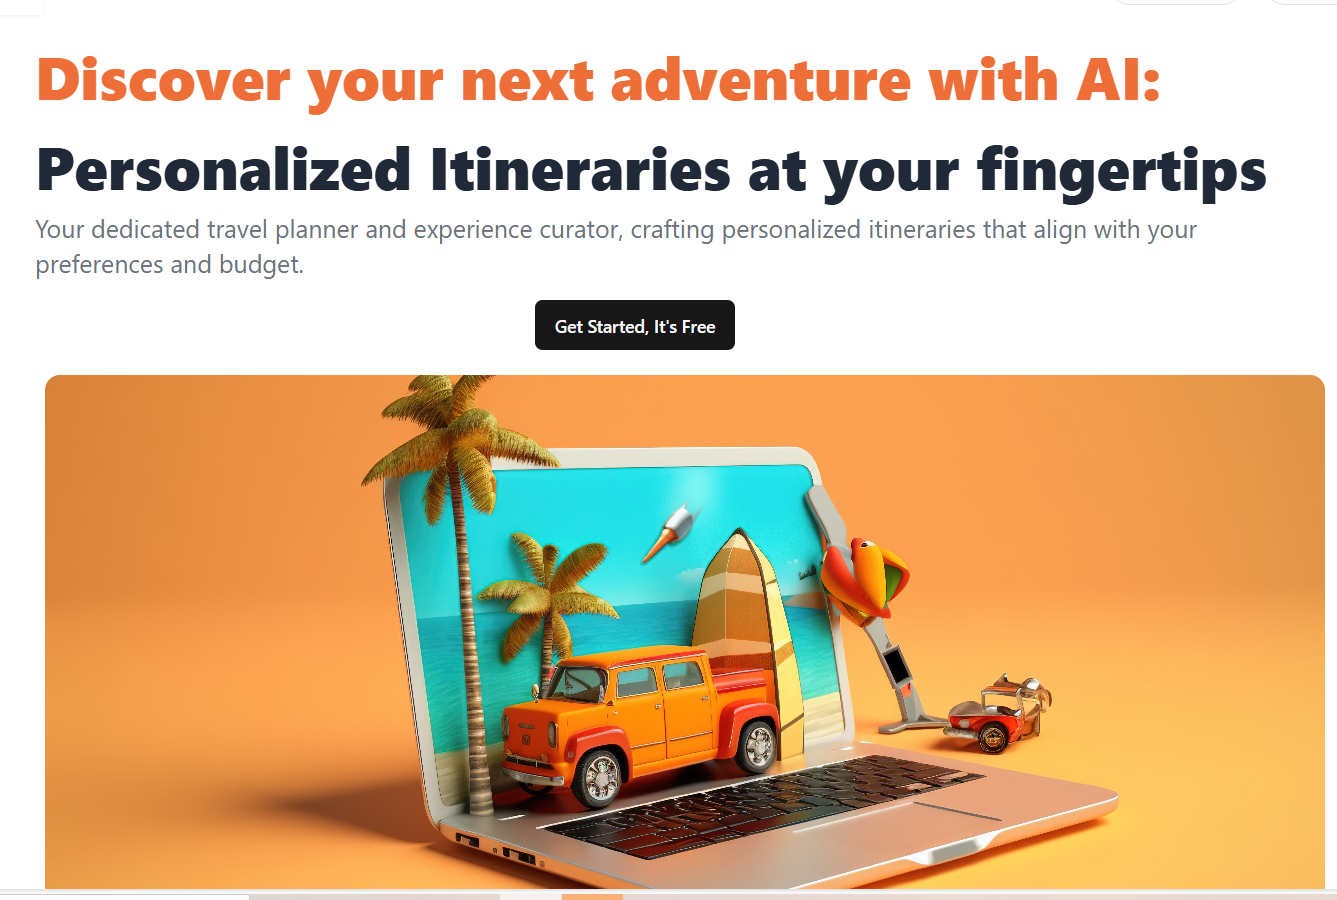 Discover your next adventure with AI:
Personalized Itineraries at your fingertips
Your dedicated travel planner and experience curator, crafting personalized itineraries that align with your
preferences and budget.
Get Started, It's Free